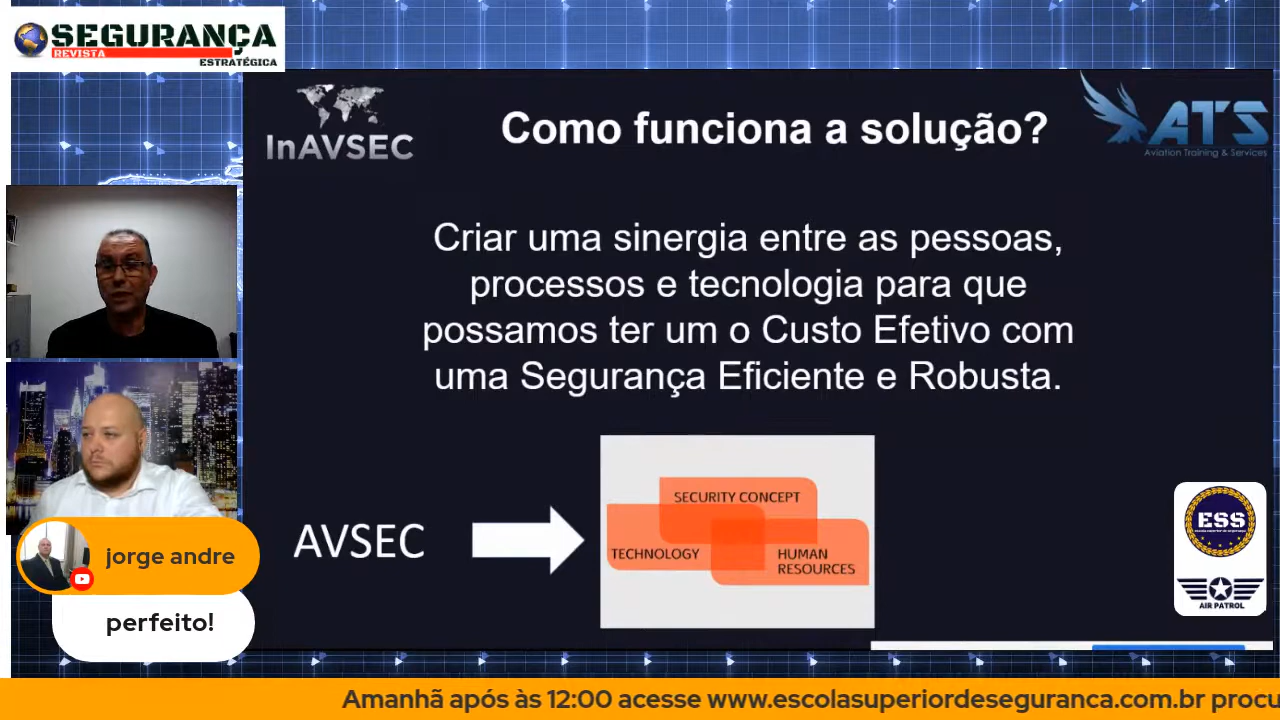 SEGURANÇA
REVISTA
ESTRATÉGICA
InAVSEC
Como funciona a solução?
ATS
Aviation Training & Services
Criar uma sinergia entre as pessoas,
processos e tecnologia para que
possamos ter um o Custo Efetivo com
uma Segurança Eficiente e Robusta.
AVSEC
SECURITY CONCEPT
TECHNOLOGY
HUMAN
RESOURCES
ESS
AIR PATROL
jorge andre
perfeito!
Amanhã após às 12:00 acesse www.escolasuperiordeseguranca.com.br procu